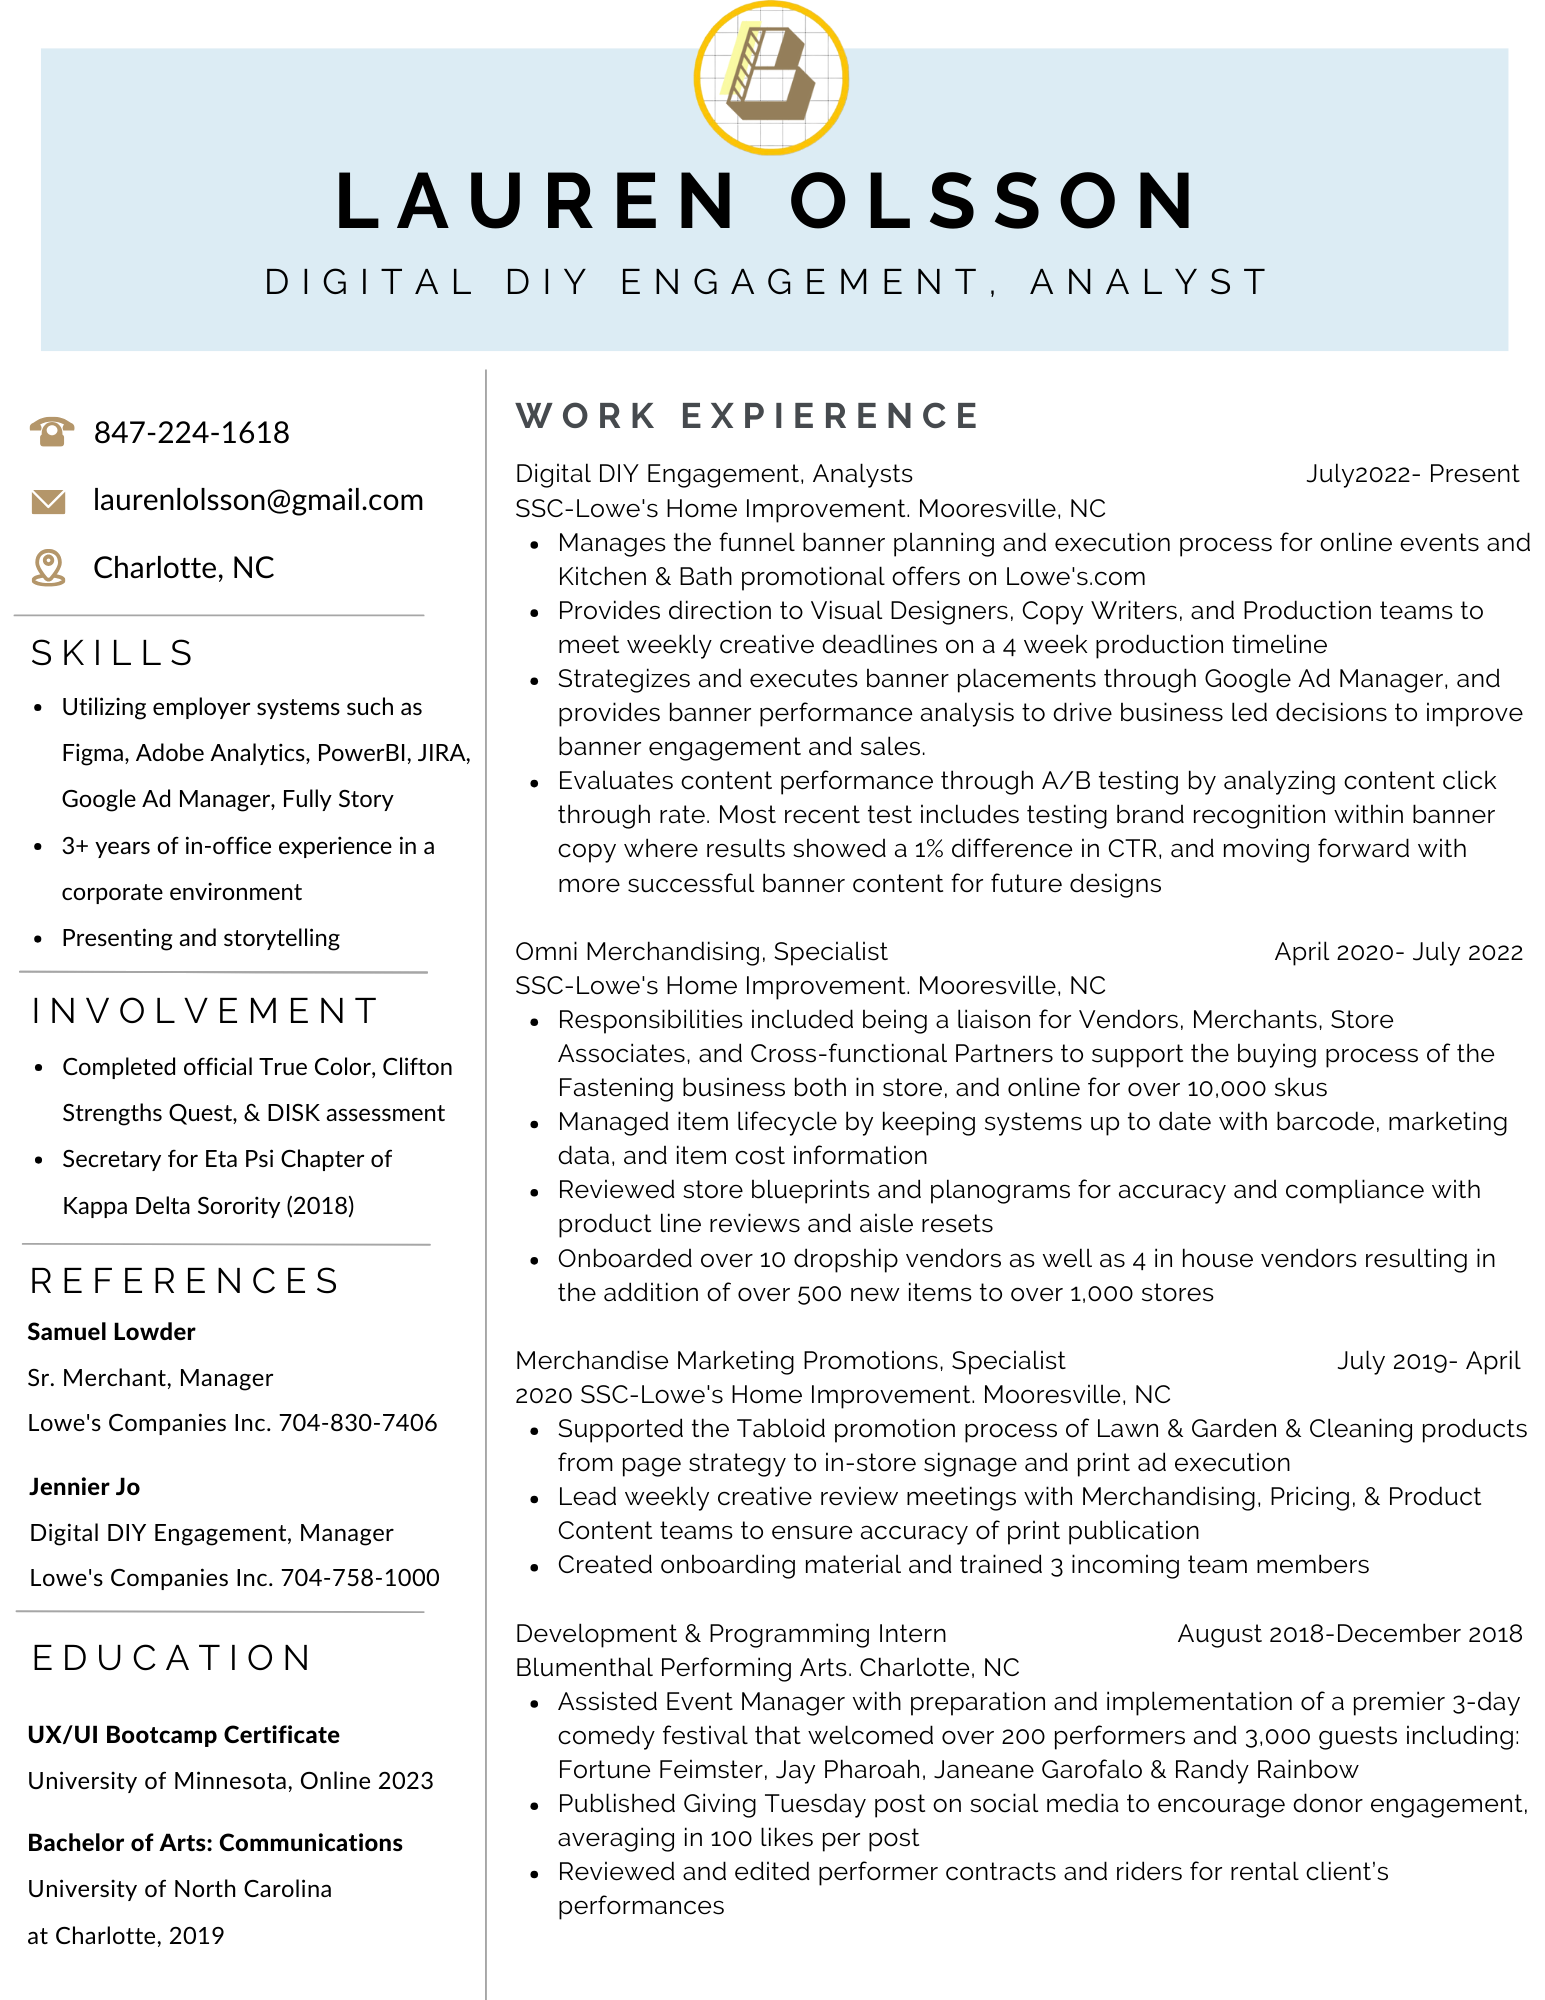 B
LAUREN OLSSON
DIGITAL DIY ENGAGEMENT, ANALYST
847-224-1618
laurenlolsson@gmail.com
Charlotte, NC
SKILLS
• Utilizing employer systems such as
Figma, Adobe Analytics, PowerBI, JIRA,
Google Ad Manager, Fully Story
• 3+ years of in-office experience in a
corporate environment
• Presenting and storytelling
INVOLVEMENT
• Completed official True Color, Clifton
Strengths Quest, & DISK assessment
• Secretary for Eta Psi Chapter of
Kappa Delta Sorority (2018)
REFERENCES
Samuel Lowder
Sr. Merchant, Manager
Lowe's Companies Inc. 704-830-7406
Jennier Jo
Digital DIY Engagement, Manager
Lowe's Companies Inc. 704-758-1000
EDUCATION
UX/UI Bootcamp Certificate
University of Minnesota, Online 2023
Bachelor of Arts: Communications
University of North Carolina
at Charlotte, 2019
WORK EXPIERENCE
Digital DIY Engagement, Analysts July2022- Present
SSC-Lowe's Home Improvement. Mooresville, NC
• Manages the funnel banner planning and execution process for online events and
Kitchen & Bath promotional offers on Lowe's.com
• Provides direction to Visual Designers, Copy Writers, and Production teams to
meet weekly creative deadlines on a 4 week production timeline
• Strategizes and executes banner placements through Google Ad Manager, and
provides banner performance analysis to drive business led decisions to improve
banner engagement and sales.
• Evaluates content performance through A/B testing by analyzing content click
through rate. Most recent test includes testing brand recognition within banner
copy where results showed a 1% difference in CTR, and moving forward with
more successful banner content for future designs
Omni Merchandising, Specialist April 2020- July 2022
SSC-Lowe's Home Improvement. Mooresville, NC
• Responsibilities included being a liaison for Vendors, Merchants, Store
Associates, and Cross-functional Partners to support the buying process of the
Fastening business both in store, and online for over 10,000 skus
• Managed item lifecycle by keeping systems up to date with barcode, marketing
data, and item cost information
• Reviewed store blueprints and planograms for accuracy and compliance with
product line reviews and aisle resets
• Onboarded over 10 dropship vendors as well as 4 in house vendors resulting in
the addition of over 500 new items to over 1,000 stores
Merchandise Marketing Promotions, Specialist July 2019- April
2020 SSC-Lowe's Home Improvement. Mooresville, NC
• Supported the Tabloid promotion process of Lawn & Garden & Cleaning products
from page strategy to in-store signage and print ad execution
• Lead weekly creative review meetings with Merchandising, Pricing, & Product
Content teams to ensure accuracy of print publication
• Created onboarding material and trained 3 incoming team members
Development & Programming Intern August 2018-December 2018
Blumenthal Performing Arts. Charlotte, NC
• Assisted Event Manager with preparation and implementation of a premier 3-day
comedy festival that welcomed over 200 performers and 3,000 guests including:
Fortune Feimster, Jay Pharoah, Janeane Garofalo & Randy Rainbow
• Published Giving Tuesday post on social media to encourage donor engagement,
averaging in 100 likes per post
• Reviewed and edited performer contracts and riders for rental client’s
performances